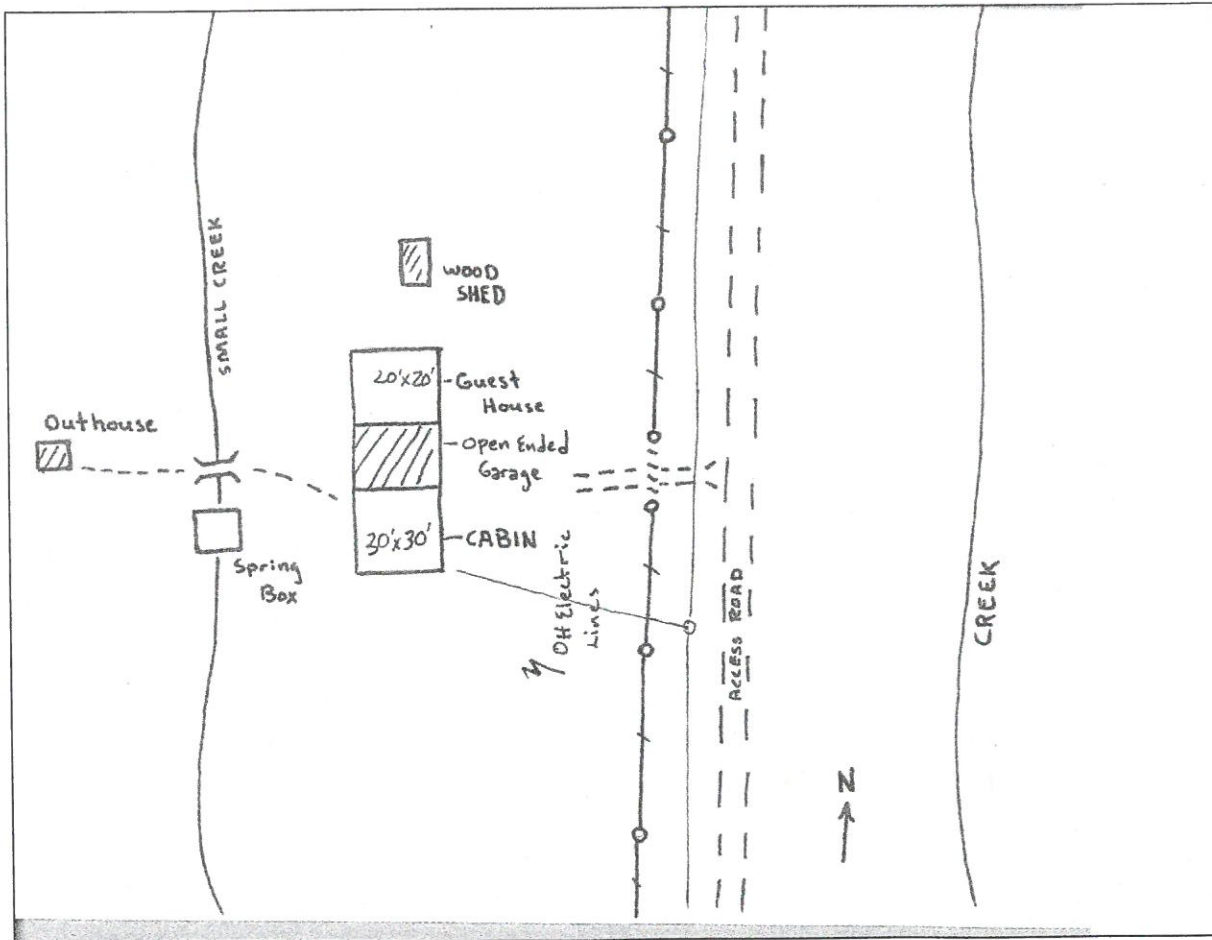 SMALL CREEK
WOOD
SHED
20'x20'
Guest
House
Outhouse
Open Ended
Garage
30'x30'
CABIN
Spring
Box
OH Electric
Lines
ACCESS ROAD
CREEK
N